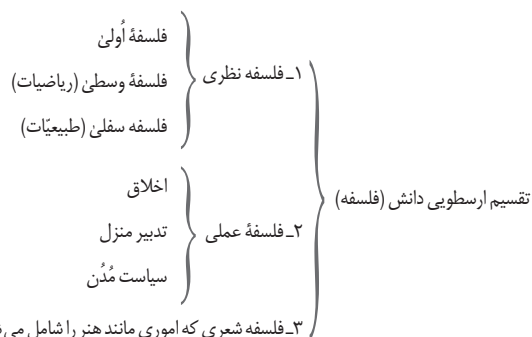 تقسیم ارسطویی دانش (فلسفه)
۱ـ فلسفه نظری
فلسفهٔ اُولیٰ
فلسفهٔ وسطیٰ (ریاضیات)
فلسفه سفلیٰ (طبیعیّات)
۲ـ فلسفهٔ عملی
اخلاق
تدبیر منزل
سیاست مُدُن
۳ـ فلسفه شعری که اموری مانند هنر را شامل می